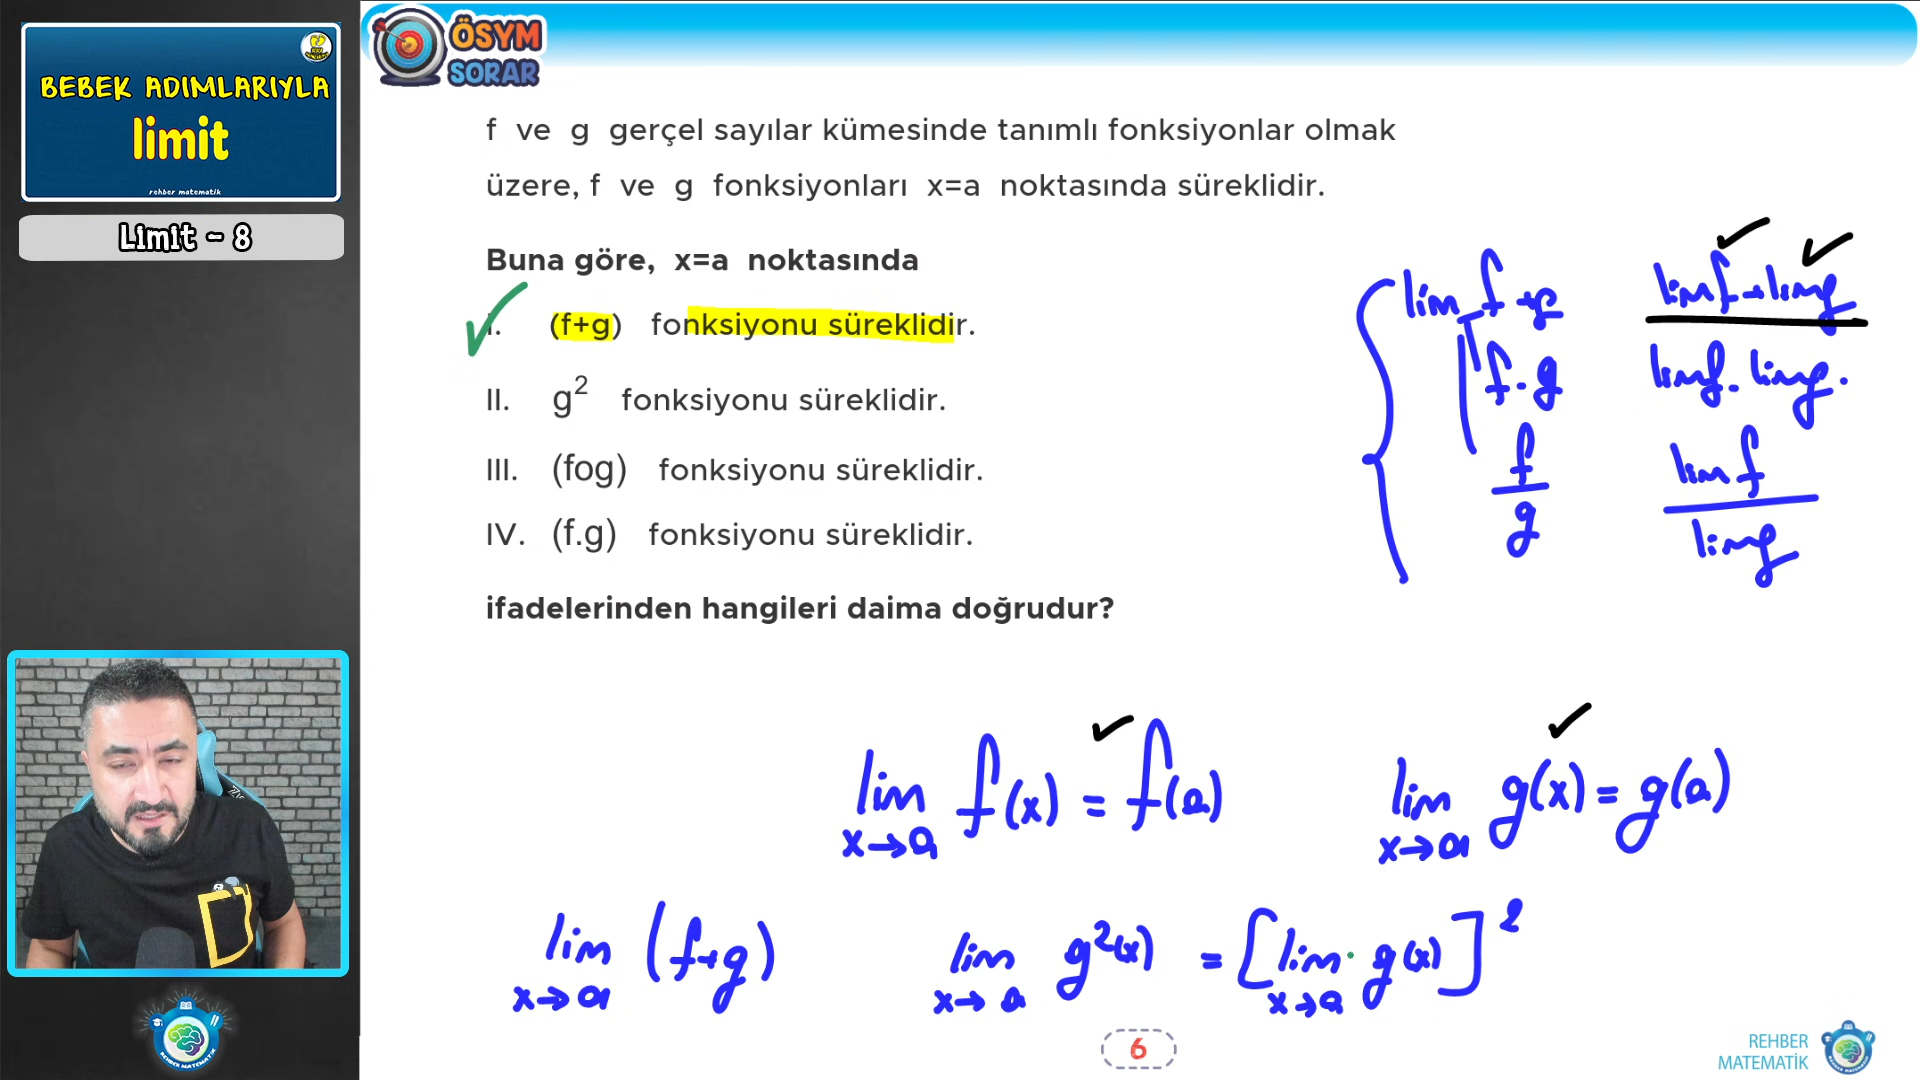 BEBEK ADIMLARIYLA
limit
rehber matematik
Limit - 8
ÖSYM
SORAR
f ve g gerçel sayılar kümesinde tanımlı fonksiyonlar olmak
üzere, f ve g fonksiyonları x=a noktasında süreklidir.
Buna göre, x=a noktasında
I. (f+g) fonksiyonu süreklidir.
II. g² fonksiyonu süreklidir.
III. (fog) fonksiyonu süreklidir.
IV. (f.g) fonksiyonu süreklidir.
ifadelerinden hangileri daima doğrudur?
lim f+g
f.g
f/g
limf+limg
limf. limg.
lim f
limg
lim x→a f(x) = f(a)
lim x→a g(x) = g(a)
lim x→a (f+g)
lim x→a g²(x) = [lim x→a g(x)]²
6
REHBER
MATEMATİK
REHBER MATEMATİK